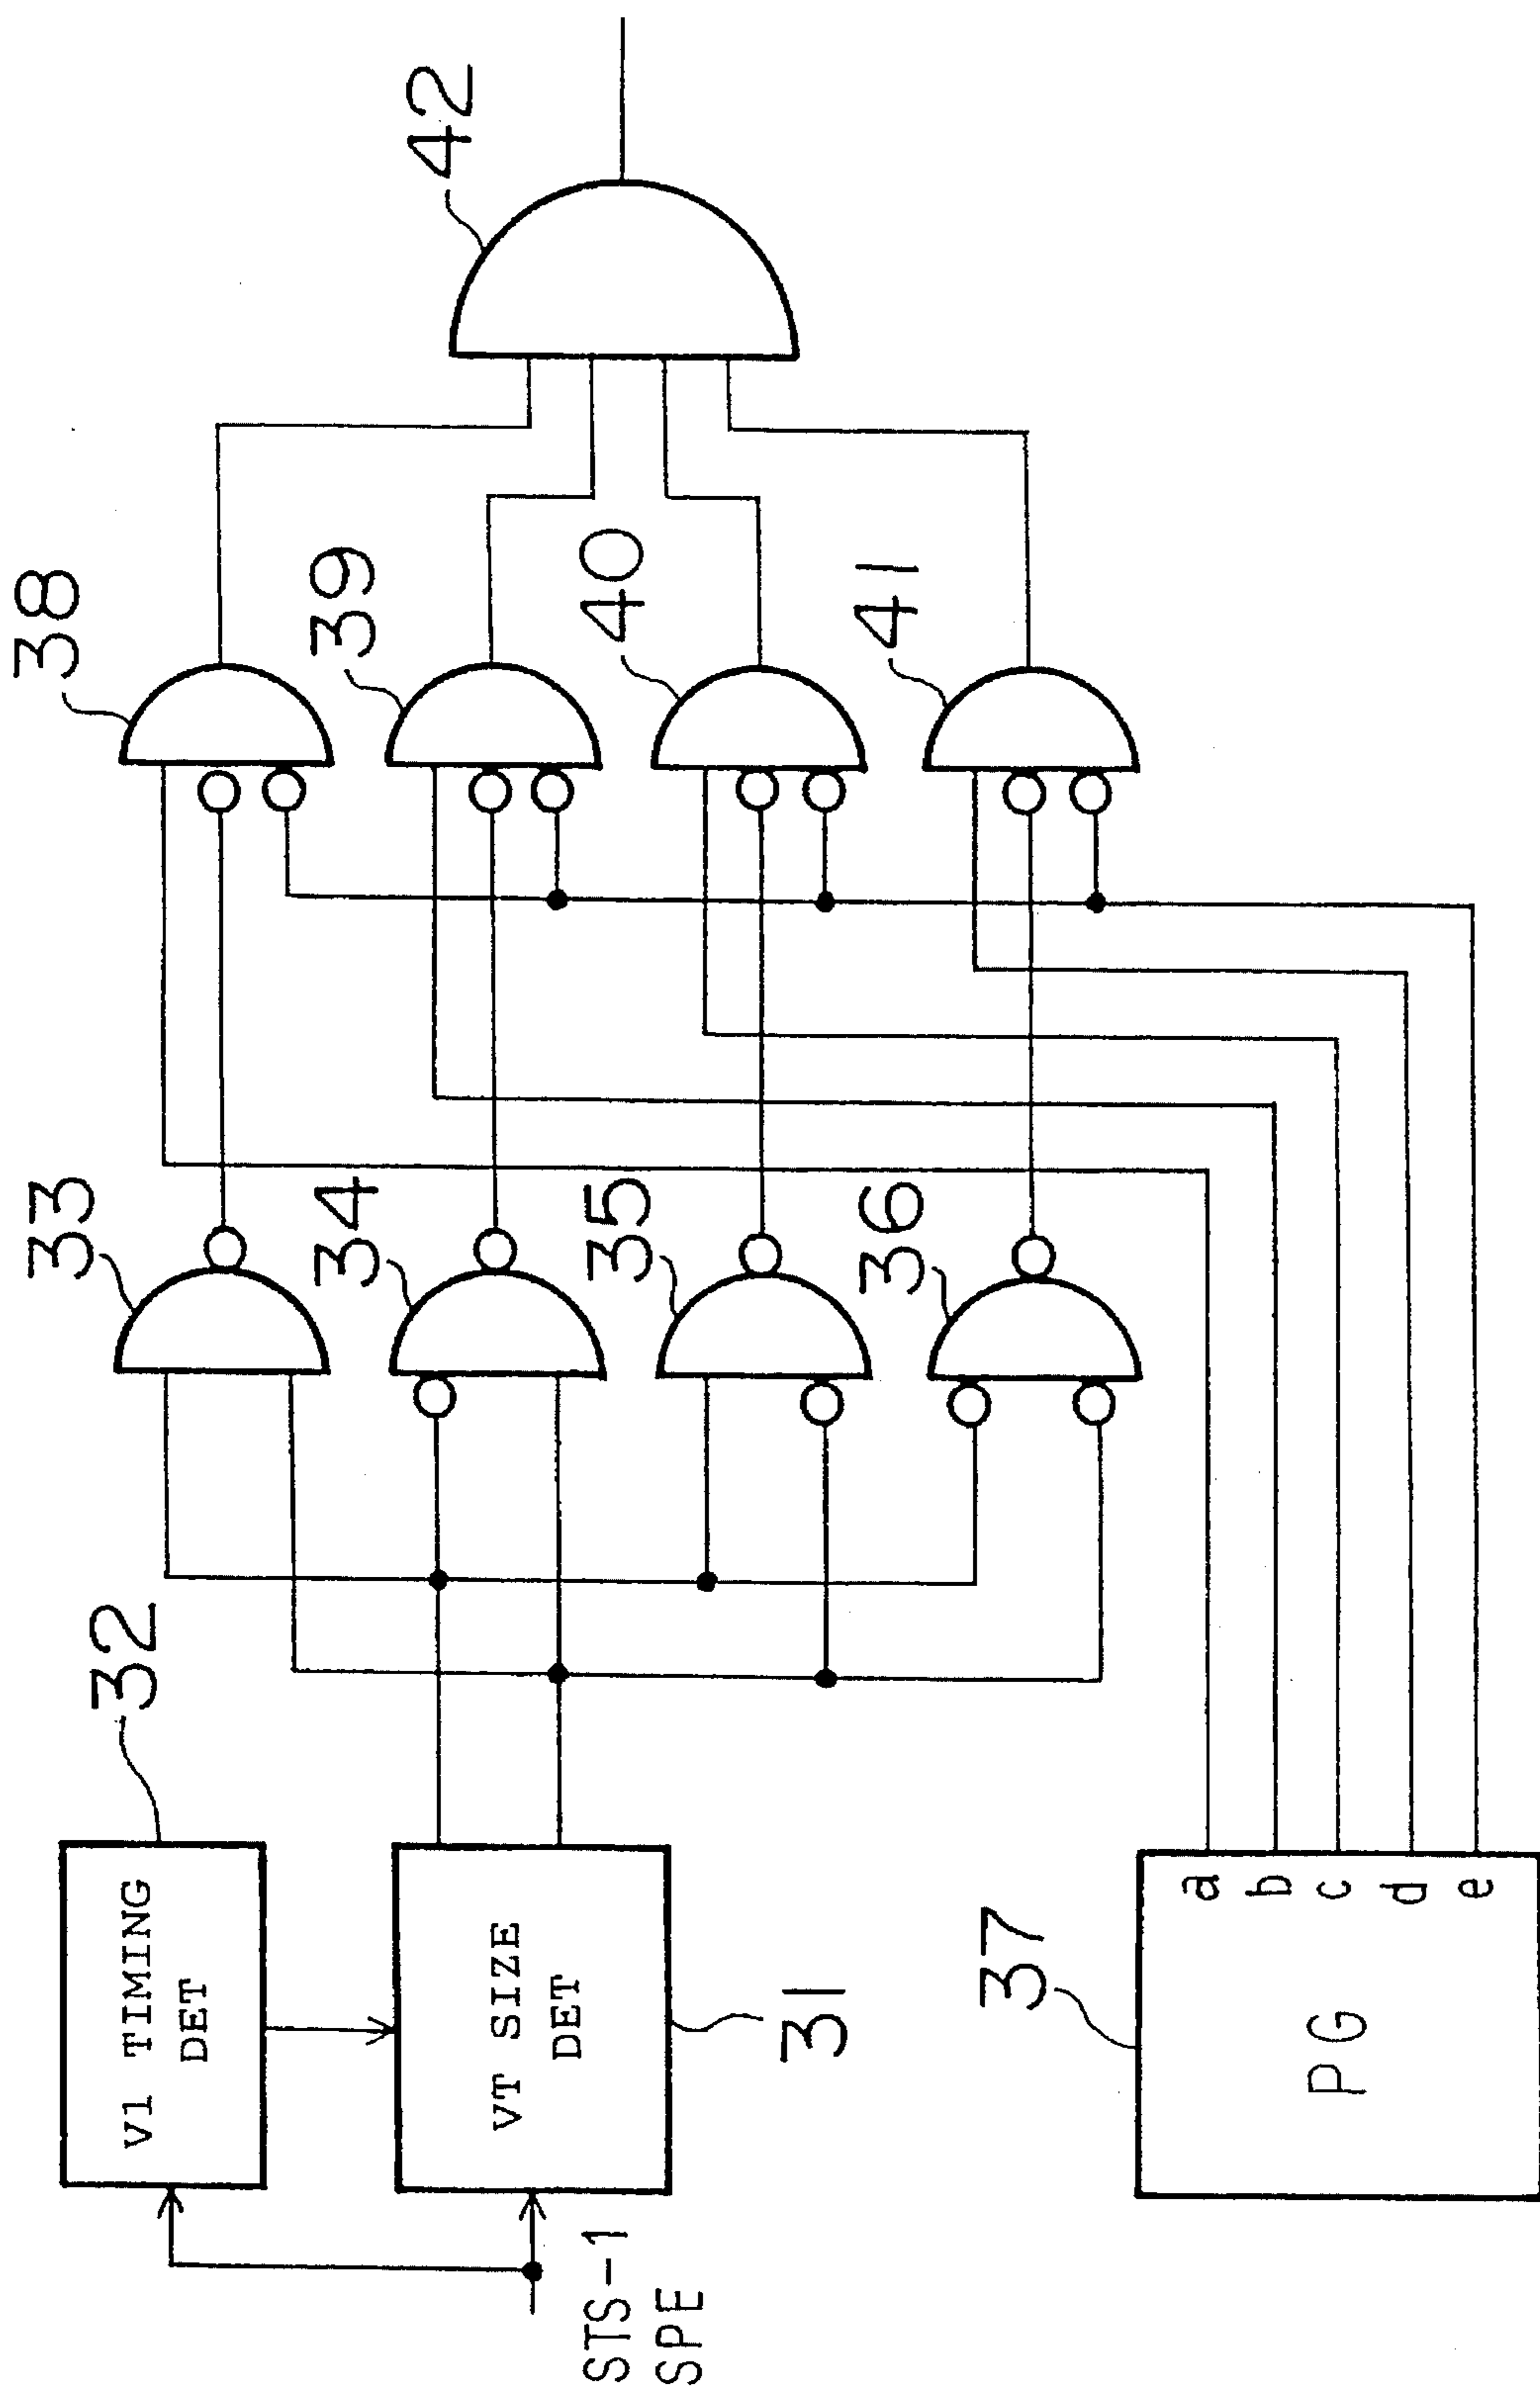 32
V1 TIMING
DET
STS-1
SPE
VT SIZE
DET
31
33
34
35
36
37
PG
a
b
c
d
e
38
39
40
41
42